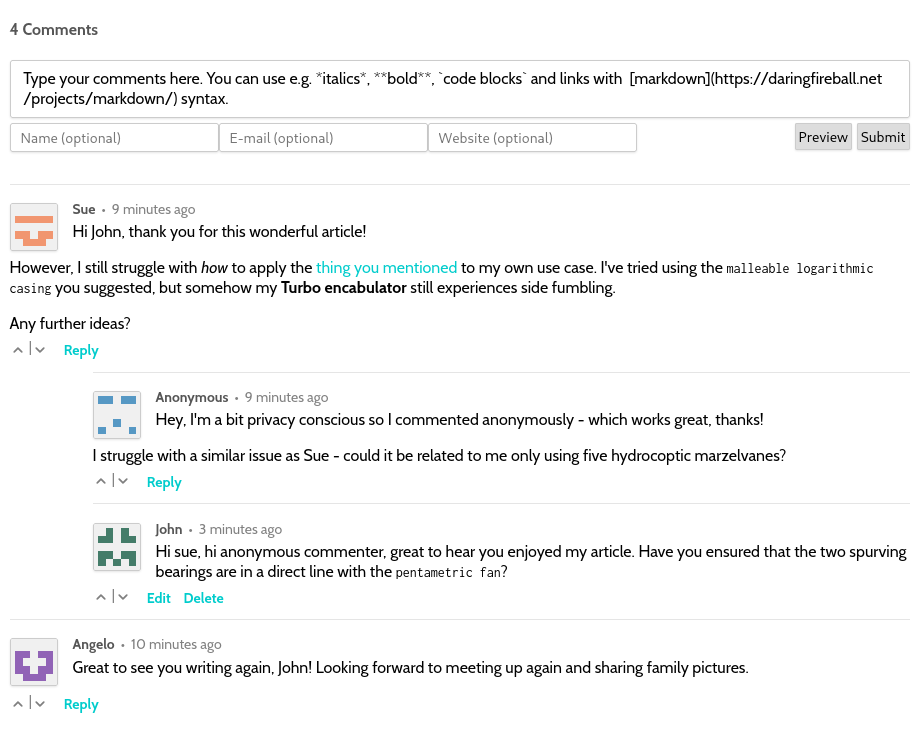 4 Comments
Type your comments here. You can use e.g. *italics*, **bold**, `code blocks` and links with [markdown](https://daringfireball.net
/projects/markdown/) syntax.
Name (optional) E-mail (optional) Website (optional) Preview Submit
Sue • 9 minutes ago
Hi John, thank you for this wonderful article!
However, I still struggle with how to apply the thing you mentioned to my own use case. I've tried using the malleable logarithmic
casing you suggested, but somehow my Turbo encabulator still experiences side fumbling.
Any further ideas?
| Reply
Anonymous • 9 minutes ago
Hey, I'm a bit privacy conscious so I commented anonymously - which works great, thanks!
I struggle with a similar issue as Sue - could it be related to me only using five hydrocoptic marzelvanes?
| Reply
John • 3 minutes ago
Hi sue, hi anonymous commenter, great to hear you enjoyed my article. Have you ensured that the two spurving
bearings are in a direct line with the pentametric fan?
| Edit Delete
Angelo • 10 minutes ago
Great to see you writing again, John! Looking forward to meeting up again and sharing family pictures.
| Reply